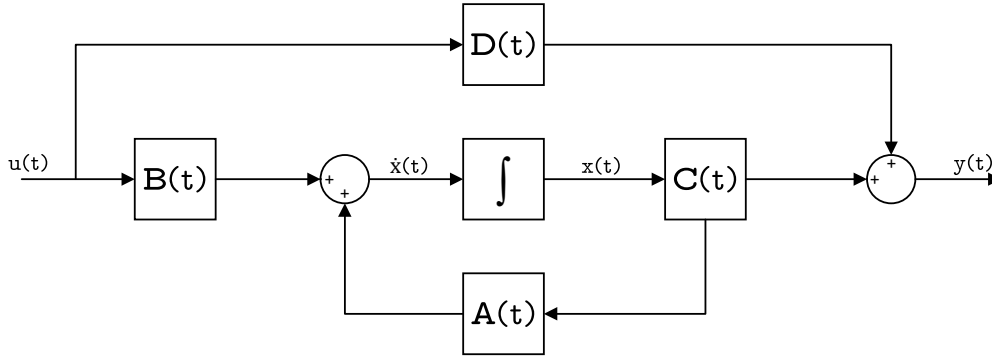 D(t)
u(t)
B(t)
+
+
ẋ(t)
∫
x(t)
C(t)
+
+
y(t)
A(t)